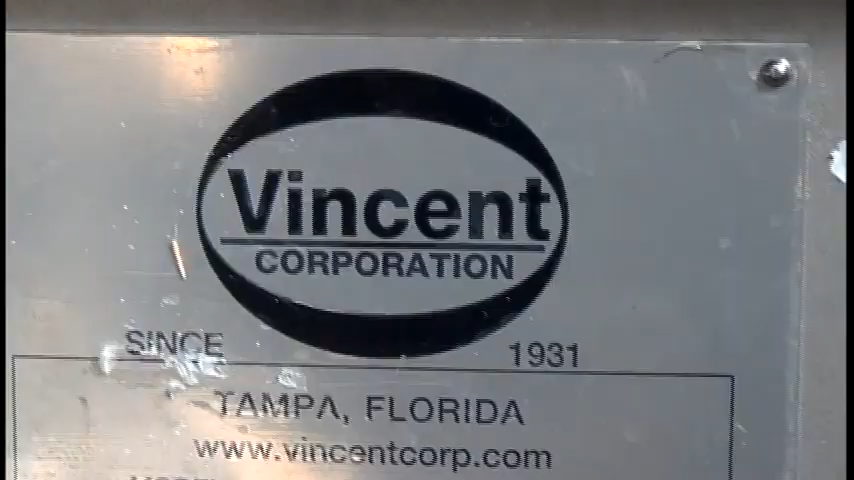 Vincent
CORPORATION
SINCE 1931
TAMPA, FLORIDA
www.vincentcorp.com